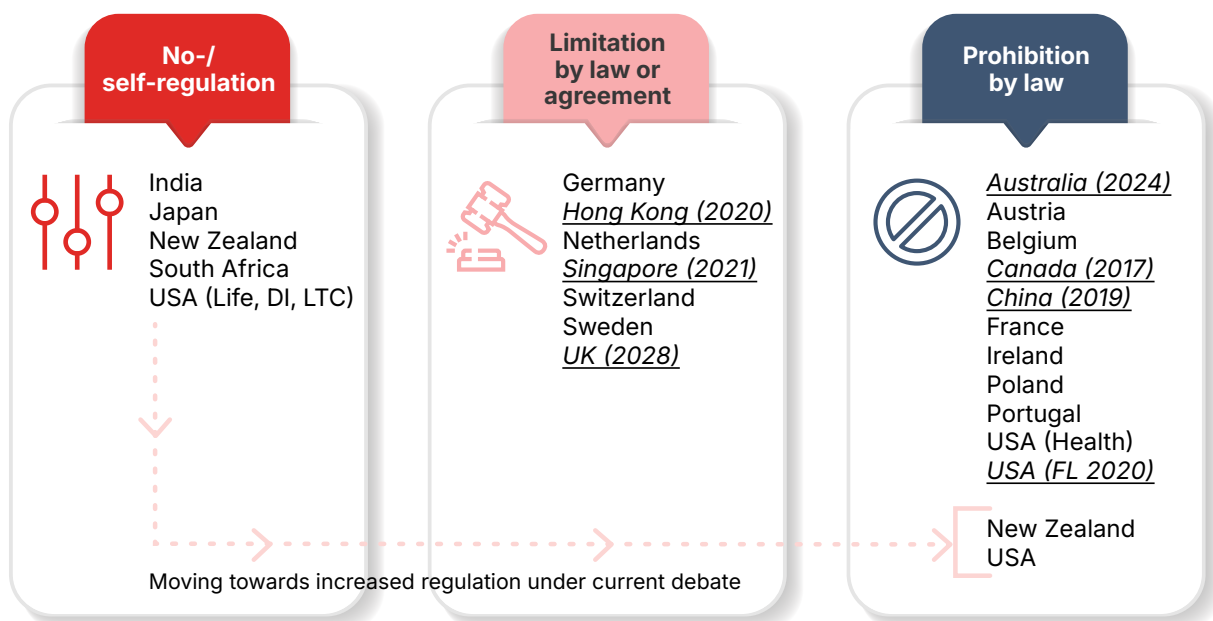 No-/
self-regulation
India
Japan
New Zealand
South Africa
USA (Life, DI, LTC)
Limitation
by law or
agreement
Germany
Hong Kong (2020)
Netherlands
Singapore (2021)
Switzerland
Sweden
UK (2028)
Prohibition
by law
Australia (2024)
Austria
Belgium
Canada (2017)
China (2019)
France
Ireland
Poland
Portugal
USA (Health)
USA (FL 2020)
New Zealand
USA
Moving towards increased regulation under current debate